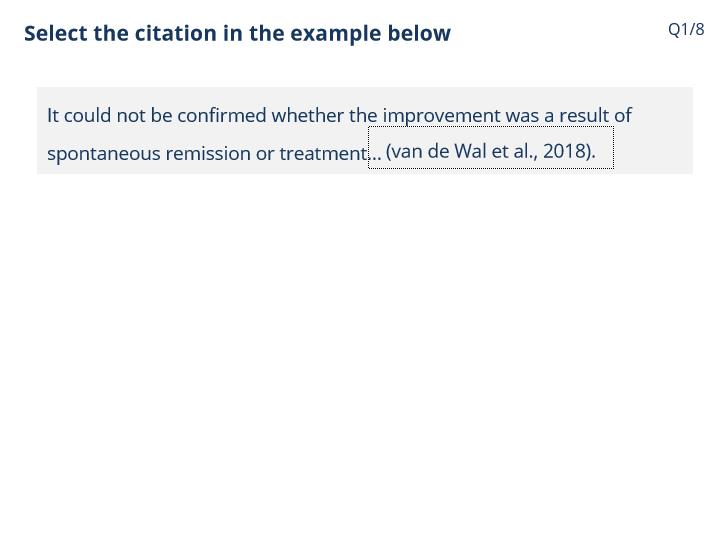 Select the citation in the example below
Q1/8
It could not be confirmed whether the improvement was a result of
spontaneous remission or treatment... (van de Wal et al., 2018).